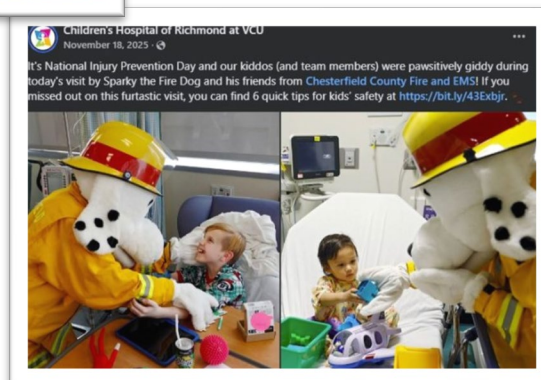 Children's Hospital of Richmond at VCU
November 18, 2025 ·
It's National Injury Prevention Day and our kiddos (and team members) were pawsitively giddy during
today's visit by Sparky the Fire Dog and his friends from Chesterfield County Fire and EMS! If you
missed out on this furtastic visit, you can find 6 quick tips for kids' safety at https://bit.ly/43Exbjr.